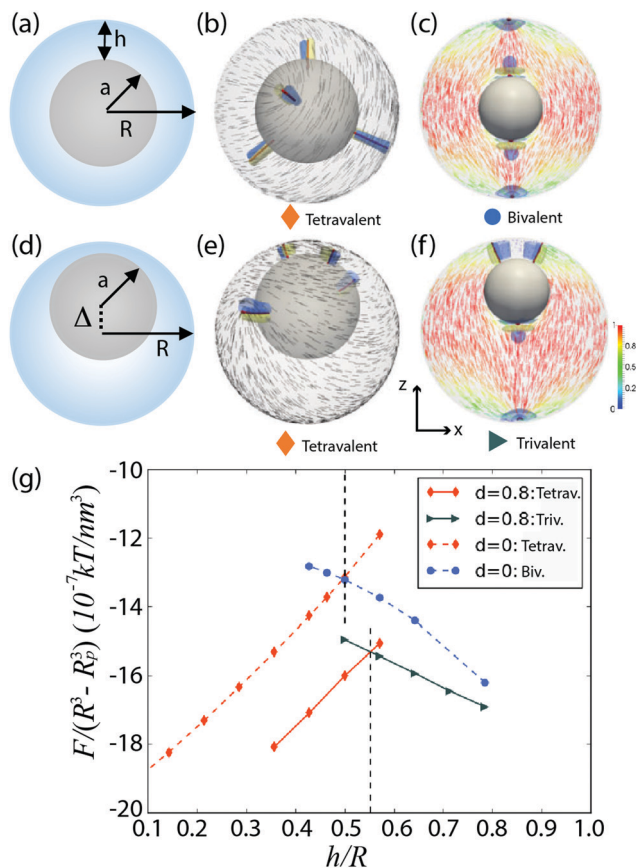 (a)
h
a
R
(b)
Tetravalent
(c)
Bivalent
(d)
a
Δ
R
(e)
Tetravalent
(f)
1
0.8
0.5
0.2
0
z
x
Trivalent
(g)
-10
-12
-14
-16
-18
-20
F/(R³ - R³ₚ) (10⁻⁷kT/nm³)
d=0.8:Tetrav.
d=0.8:Triv.
d=0: Tetrav.
d=0: Biv.
0.1 0.2 0.3 0.4 0.5 0.6 0.7 0.8 0.9 1.0
h/R